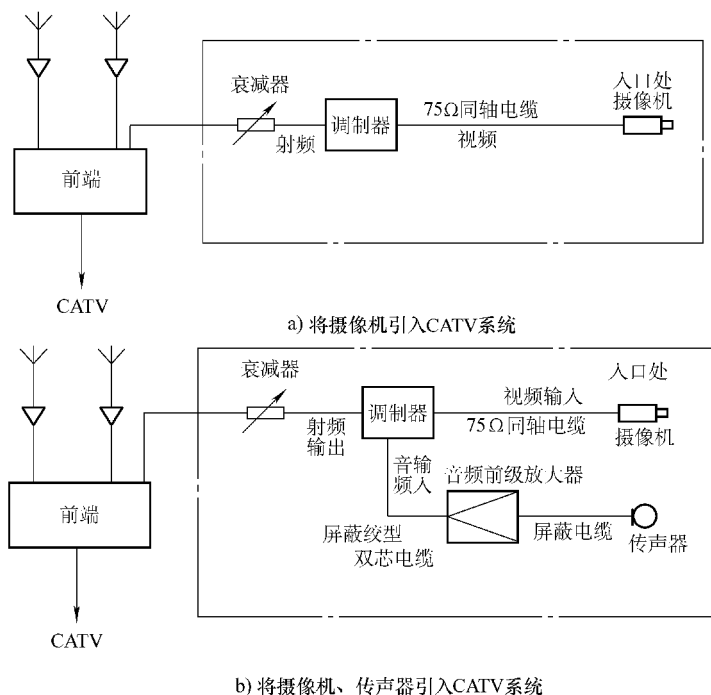 衰减器
入口处
摄像机
调制器
75Ω同轴电缆
射频
视频
前端
CATV
a) 将摄像机引入CATV系统
衰减器
入口处
视频输入
调制器
射频
输出
75Ω同轴电缆
摄像机
音输
频入
音频前级放大器
前端
屏蔽绞型
双芯电缆
屏蔽电缆
传声器
CATV
b) 将摄像机、传声器引入CATV系统